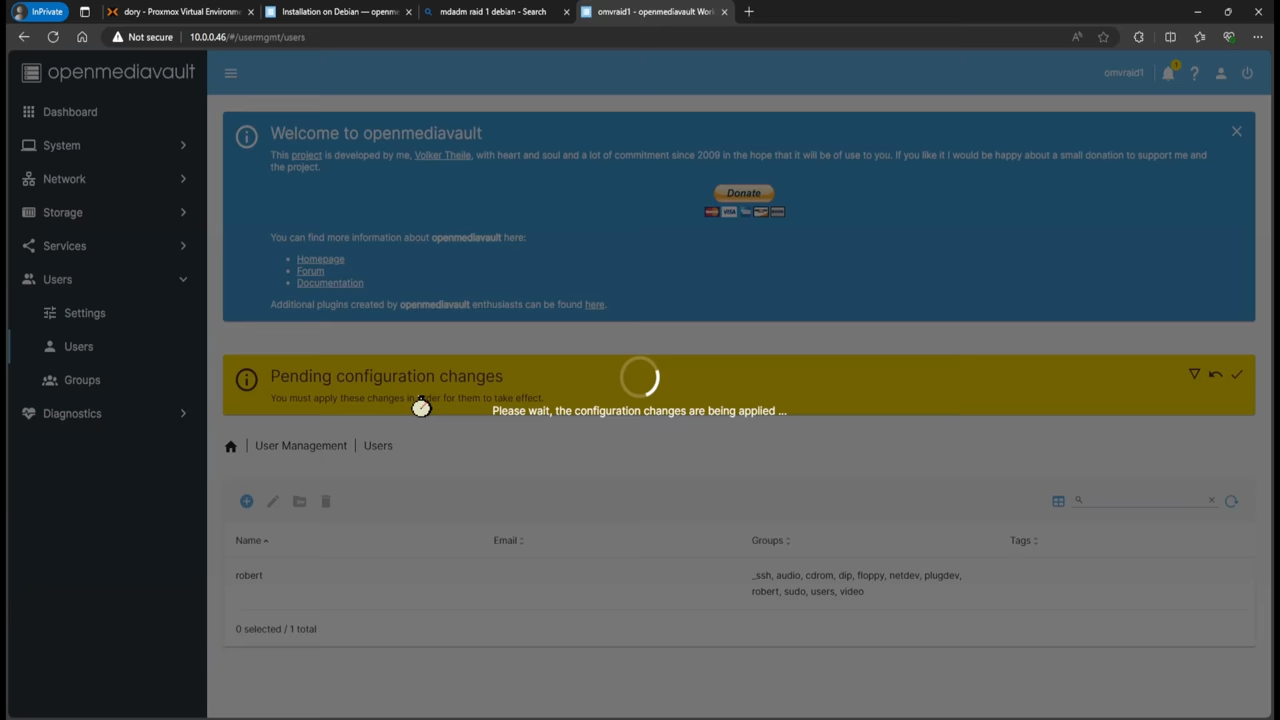 InPrivate
dory - Proxmox Virtual Environme
Installation on Debian — openme
mdadm raid 1 debian - Search
omvraid1 - openmediavault Work
Not secure
10.0.0.46/#/usermgmt/users
openmediavault
omvraid1
1
Dashboard
System
Network
Storage
Services
Users
Settings
Users
Groups
Diagnostics
Welcome to openmediavault
This project is developed by me, Volker Theile, with heart and soul and a lot of commitment since 2009 in the hope that it will be of use to you. If you like it I would be happy about a small donation to support me and
the project.
Donate
VISA
You can find more information about openmediavault here:
Homepage
Forum
Documentation
Additional plugins created by openmediavault enthusiasts can be found here.
Pending configuration changes
You must apply these changes in order for them to take effect.
Please wait, the configuration changes are being applied ...
User Management
Users
Name
Email
Groups
Tags
robert
_ssh, audio, cdrom, dip, floppy, netdev, plugdev,
robert, sudo, users, video
0 selected / 1 total